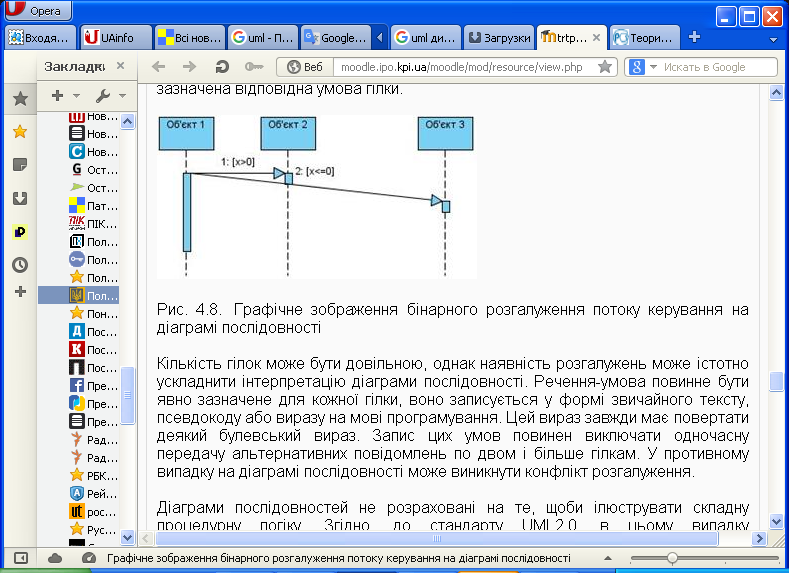 Opera
Входя...
UAinfo
Всі нов...
uml - П...
Google...
uml ди...
Загрузки
trtp...
Теори...
Закладки
Веб
moodle.ipo.kpi.ua/moodle/mod/resource/view.php
Искать в Google
Нов...
Нов...
Нов...
Ост...
Ост...
Пат...
ПІК...
Пол...
Пол...
Пол...
Пол...
Пон...
Пос...
Пос...
Пос...
Пре...
Пре...
Пре...
Рад...
Рад...
РБК...
Рей...
рос...
Рус...
зазначена відповідна умова гілки.
Об'єкт 1
Об'єкт 2
Об'єкт 3
1: [x>0]
2: [x<=0]
Рис. 4.8. Графічне зображення бінарного розгалуження потоку керування на
діаграмі послідовності
Кількість гілок може бути довільною, однак наявність розгалужень може істотно
ускладнити інтерпретацію діаграми послідовності. Речення-умова повинне бути
явно зазначене для кожної гілки, воно записується у формі звичайного тексту,
псевдокоду або виразу на мові програмування. Цей вираз завжди має повертати
деякий булевський вираз. Запис цих умов повинен виключати одночасну
передачу альтернативних повідомлень по двом і більше гілкам. У противному
випадку на діаграмі послідовності може виникнути конфлікт розгалуження.
Діаграми послідовностей не розраховані на те, щоби ілюструвати складну
процедурну логіку. Згідно до стандарту UML2.0 в цьому випадку
Графічне зображення бінарного розгалуження потоку керування на діаграмі послідовності